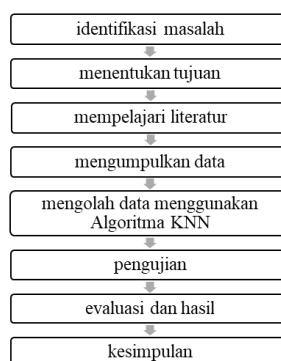 identifikasi masalah
menentukan tujuan
mempelajari literatur
mengumpulkan data
mengolah data menggunakan
Algoritma KNN
pengujian
evaluasi dan hasil
kesimpulan